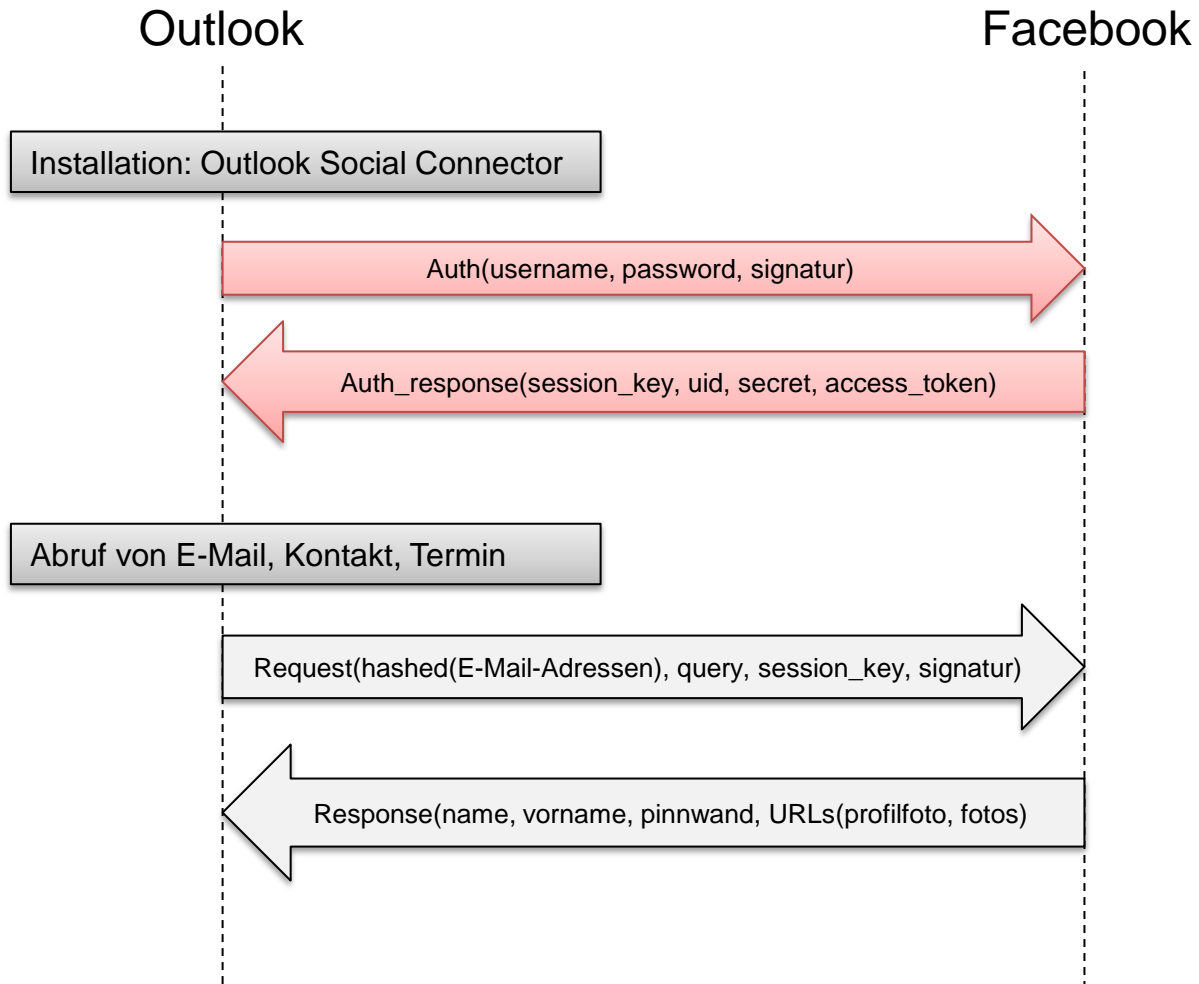 Outlook
Facebook
Installation: Outlook Social Connector
Auth(username, password, signatur)
Auth_response(session_key, uid, secret, access_token)
Abruf von E-Mail, Kontakt, Termin
Request(hashed(E-Mail-Adressen), query, session_key, signatur)
Response(name, vorname, pinnwand, URLs(profilfoto, fotos)